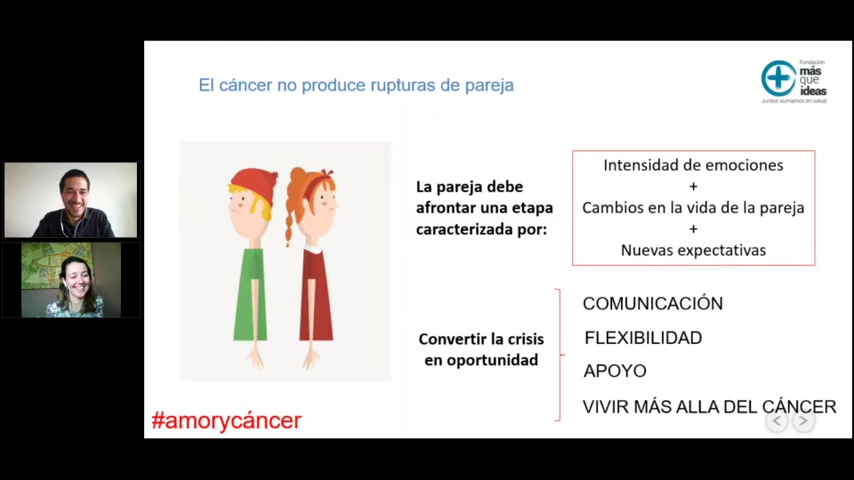 El cáncer no produce rupturas de pareja
Fundación
más
que
ideas
Juntos sumamos en salud
La pareja debe
afrontar una etapa
caracterizada por:
Intensidad de emociones
+
Cambios en la vida de la pareja
+
Nuevas expectativas
Convertir la crisis
en oportunidad
COMUNICACIÓN
FLEXIBILIDAD
APOYO
VIVIR MÁS ALLA DEL CÁNCER
#amorycáncer